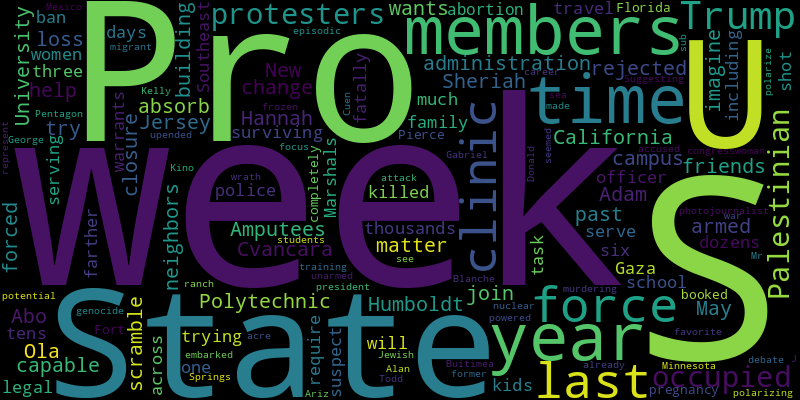 Pro
weeks
U
S
State
years
time
members
force
last
Trump
protesters
clinic
occupied
Palestinian
wants
abortion
travel
Florida
ban
days
building
Southeast
episodic
Mexico
migrant
loss
women
three
help
University
Kelly
New
change
fatally
administration
rejected
imagine
including
sub
polarize
shot
Pentagon
try
absorb
Jersey
Hannah
surviving
Cuen
much
family
Sheriah
Pierce
California
George
upended
warrants
closure
Marshals
focus
Gabriel
career
sea
made
seemed
Suggesting
frozen
represent
serving
Kino
completely
campus
friends
accused
congresswoman
wrath
police
attack
killed
Donald
officer
Adam
photojournalist
war
armed
Mr
forced
farther
neighbors
Amputees
thousands
students
matter
see
Cvancara
past
serve
six
dozens
task
Gaza
school
training
unarmed
president
Blanche
ranch
nuclear
powered
booked
May
murdering
favorite
potential
genocide
Polytechnic
Humboldt
join
Abo
tens
Fort
scramble
across
trying
require
suspect
will
Jewish
Alan
Todd
Buitimea
former
already
debate
J
Ola
capable
legal
embarked
one
Springs
acre
Ariz
kids
Minnesota
pregnancy
polarizing